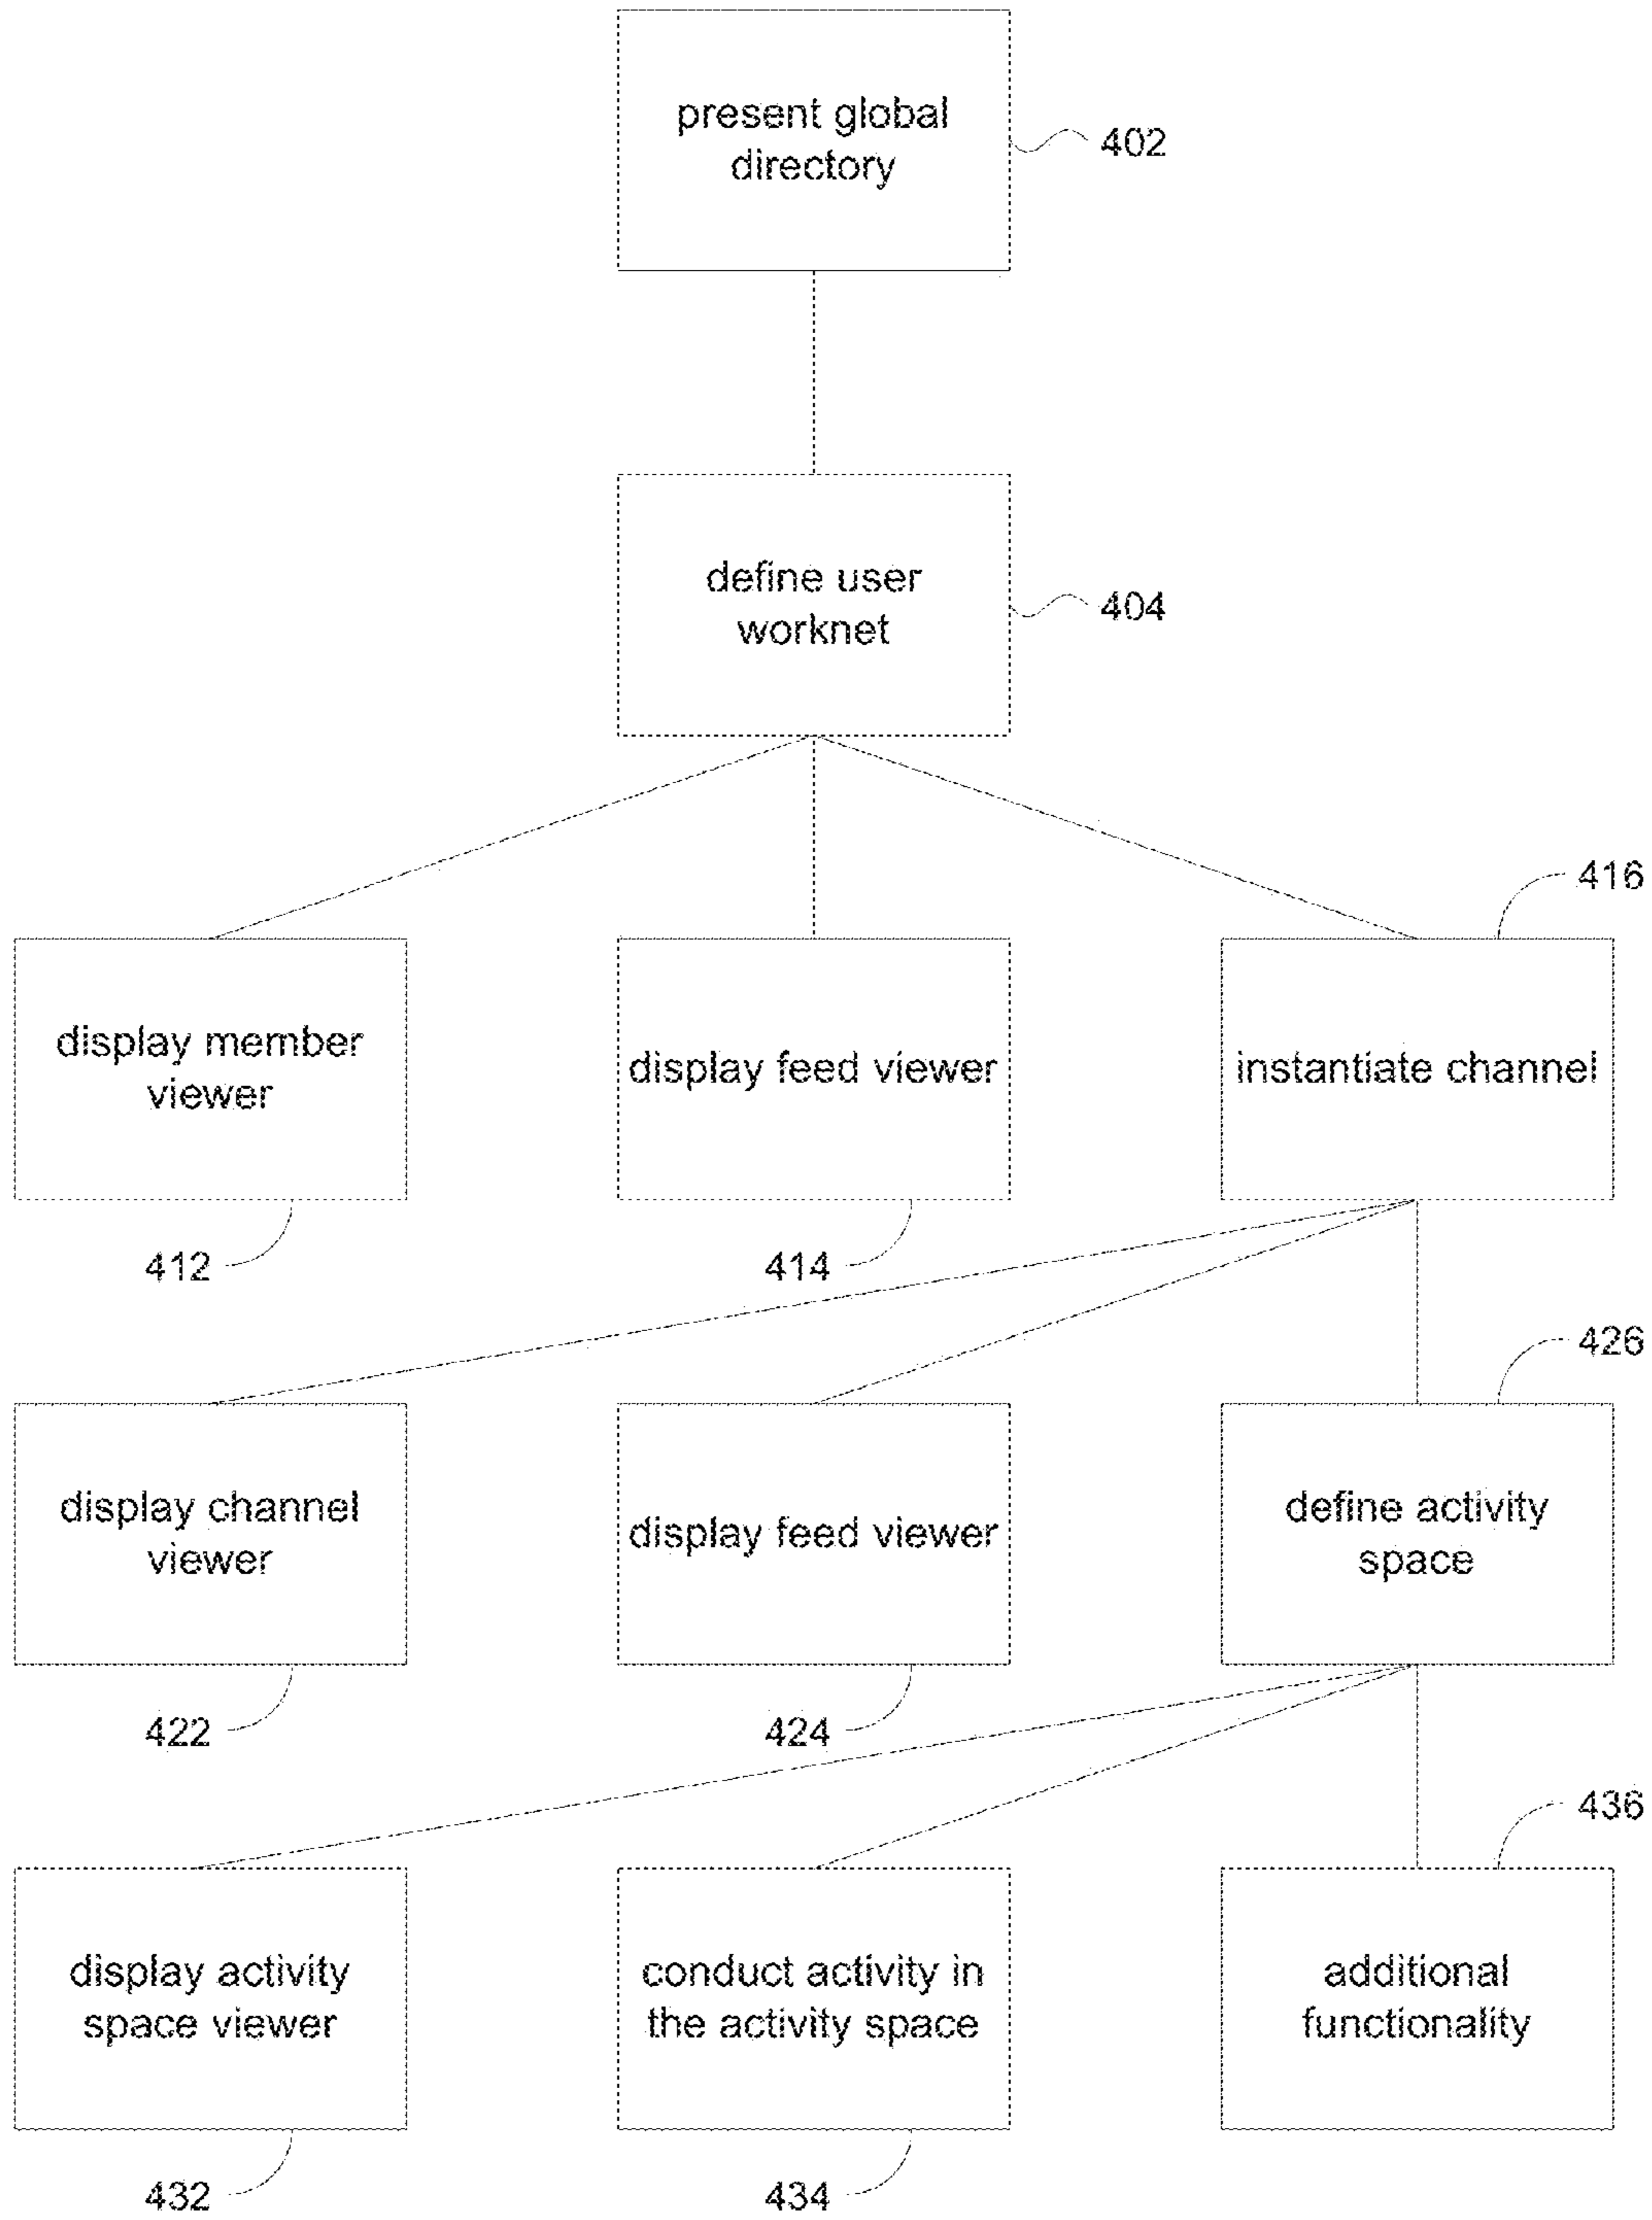 present global
directory
402
define user
worknet
404
416
display member
viewer
display feed viewer
instantiate channel
412
414
426
display channel
viewer
display feed viewer
define activity
space
422
424
436
display activity
space viewer
conduct activity in
the activity space
additional
functionality
432
434